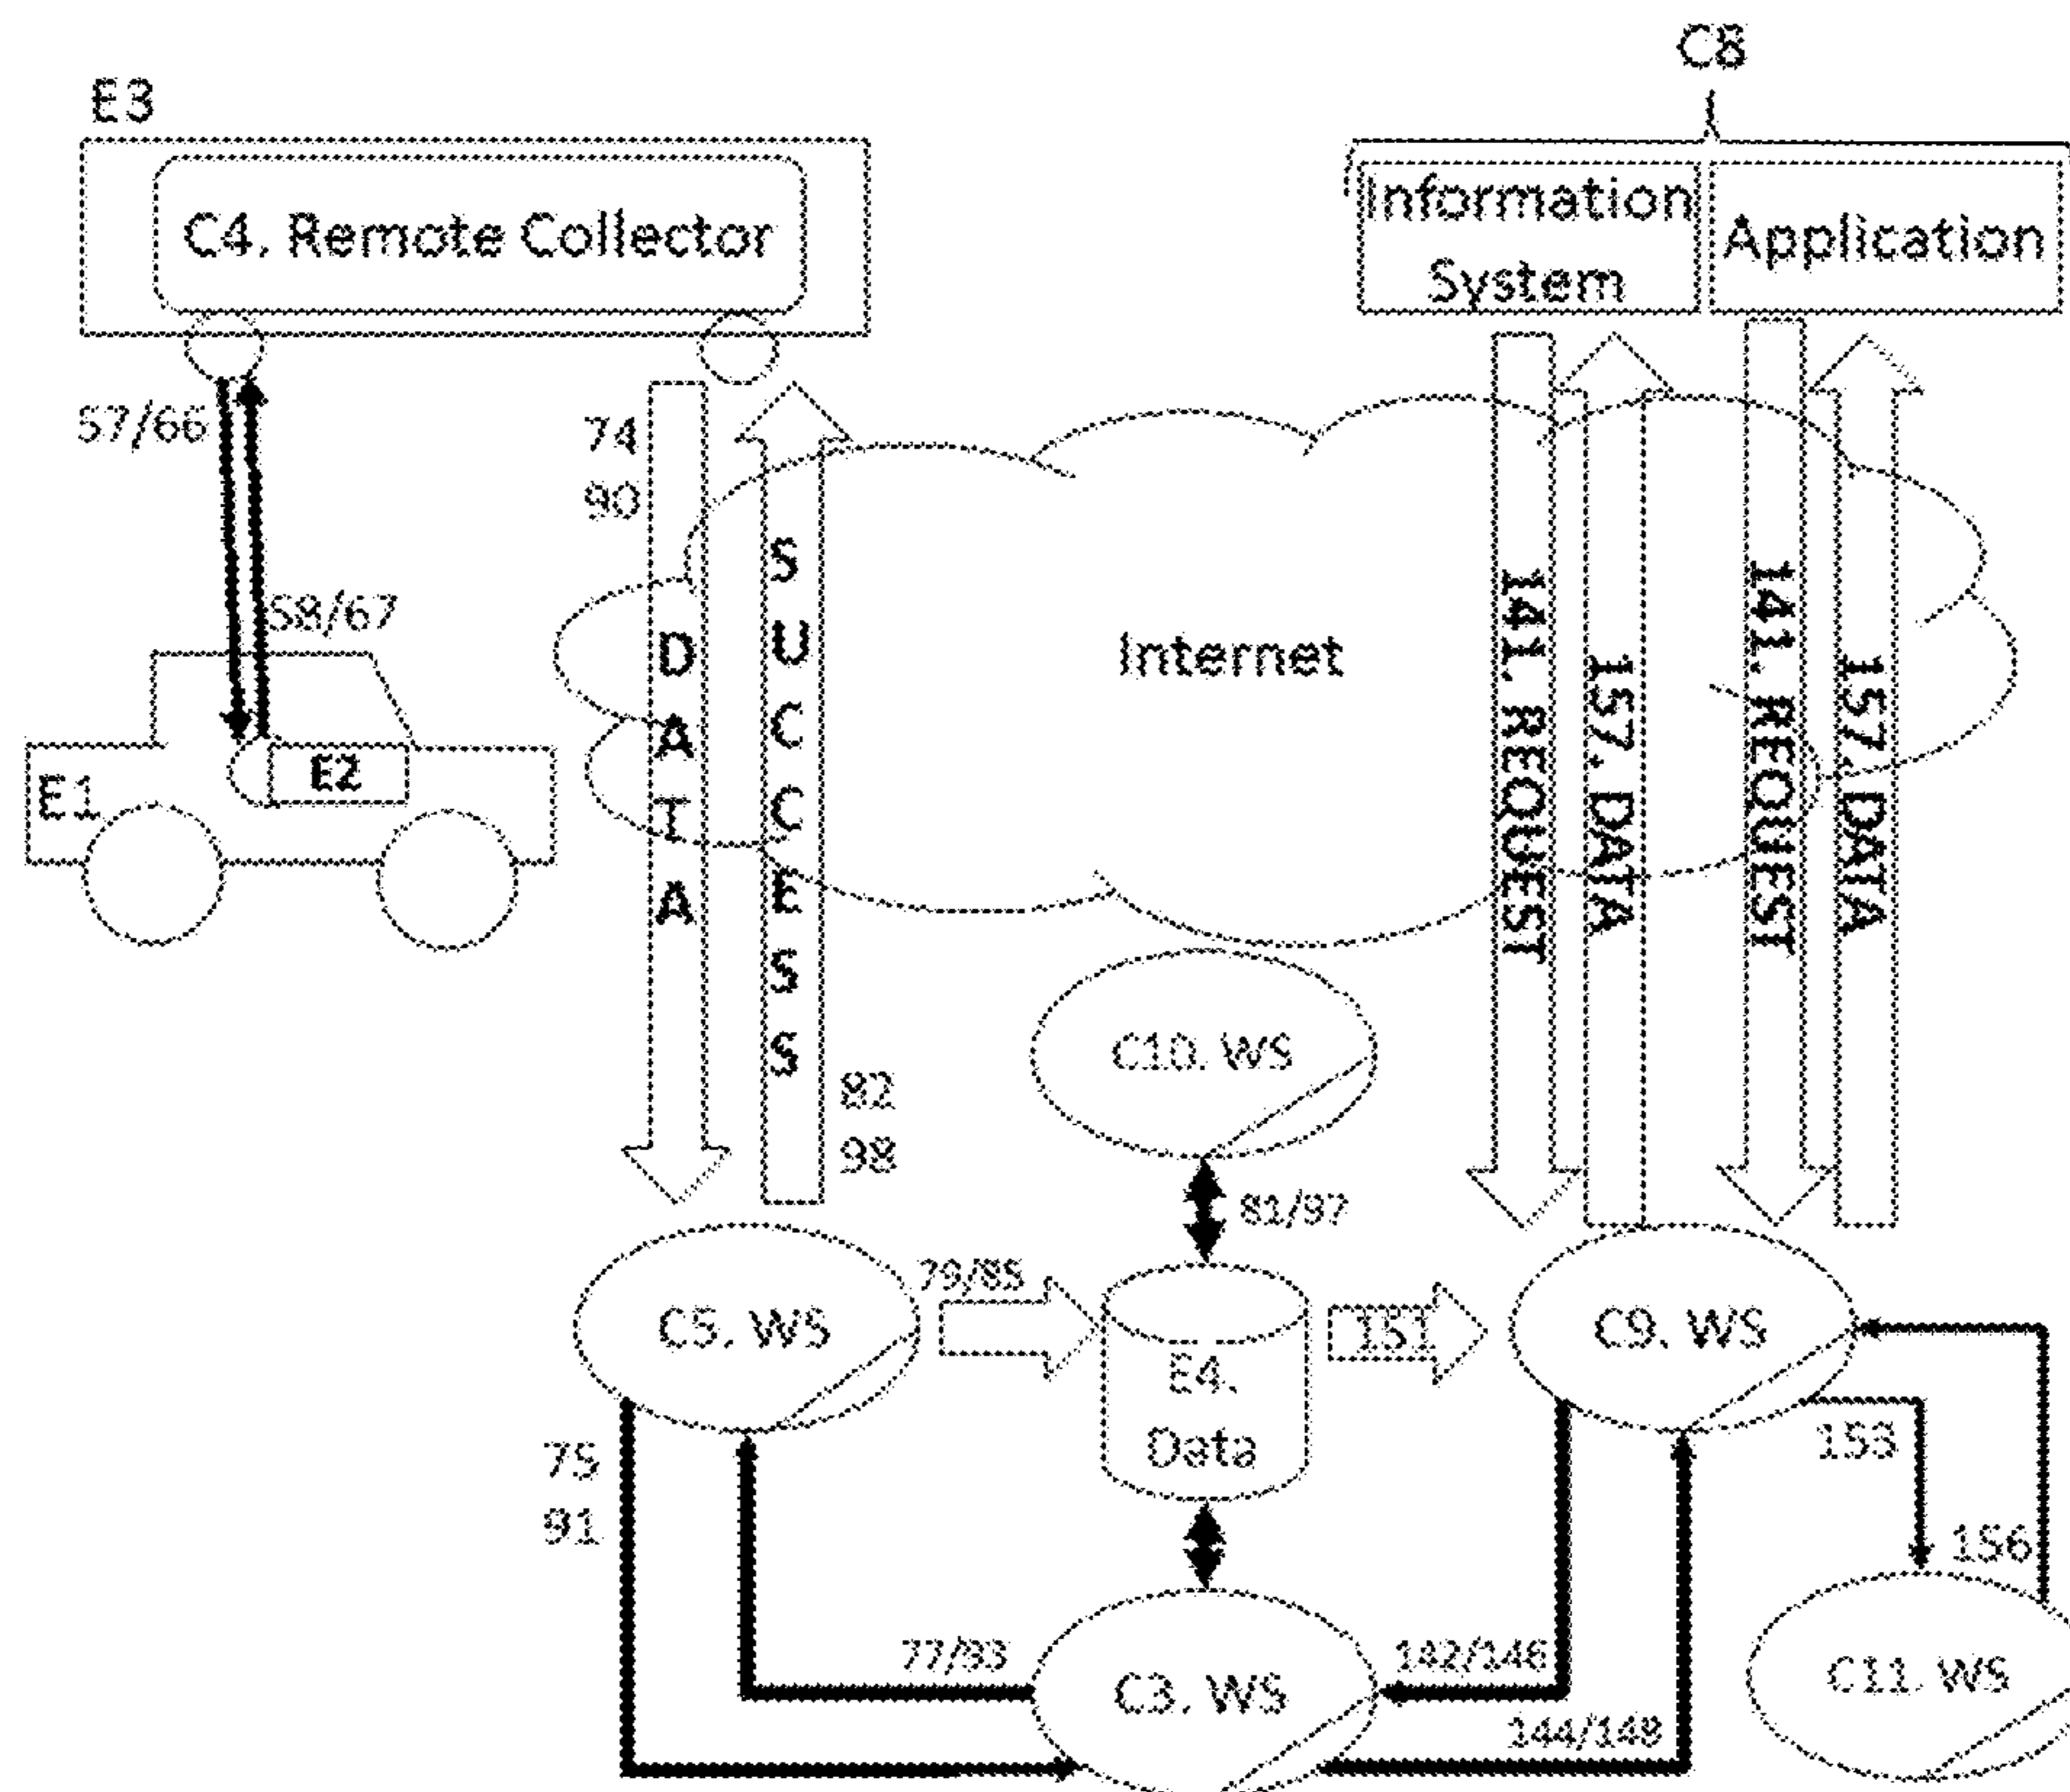 C8
E3
C4. Remote Collector
Information
System
Application
57/66
74
90
58/67
DATA
SUCCESS
Internet
141. REQUEST
157. DATA
141. REQUEST
157. DATA
E2
E1
C10. WS
82
98
81/97
79/85
C5. WS
E4.
Data
151
C9. WS
75
91
153
156
77/93
C3. WS
142/146
144/148
C11. WS